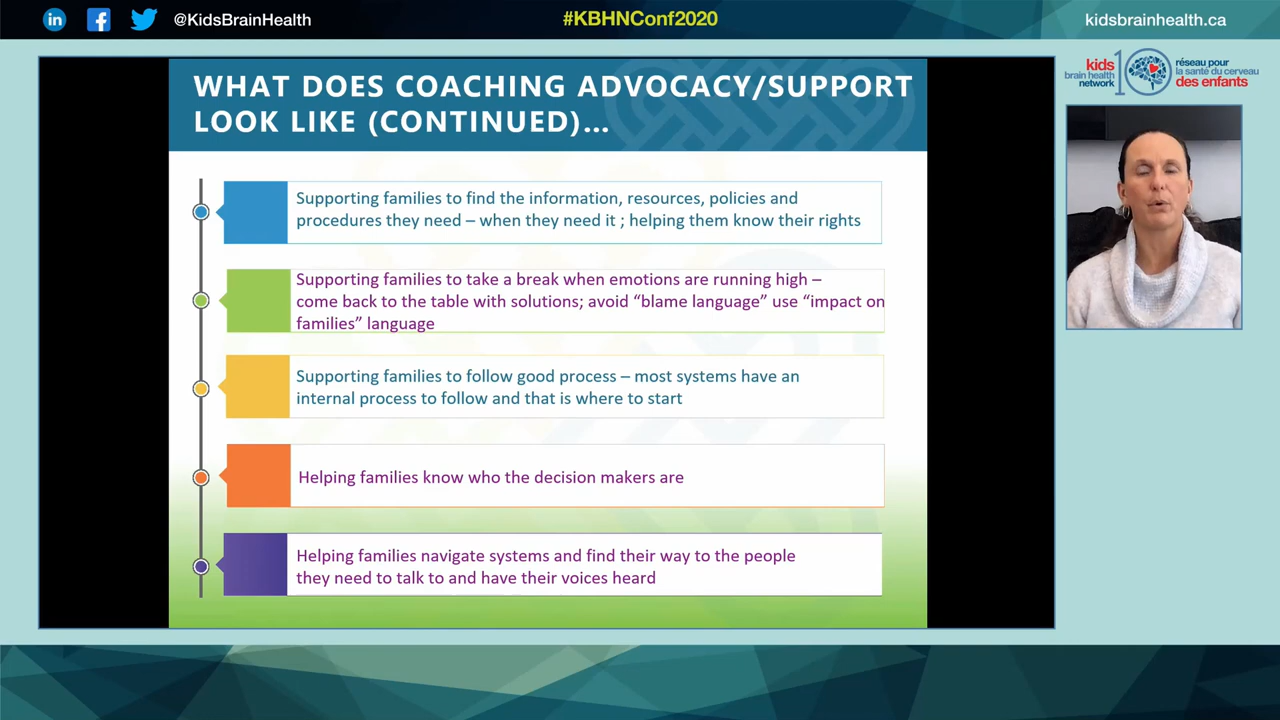 in
f
@KidsBrainHealth
#KBHNConf2020
kidsbrainhealth.ca
kids
brain health
network
10
réseau pour
la santé du cerveau
des enfants
WHAT DOES COACHING ADVOCACY/SUPPORT
LOOK LIKE (CONTINUED)…
Supporting families to find the information, resources, policies and
procedures they need – when they need it ; helping them know their rights
Supporting families to take a break when emotions are running high –
come back to the table with solutions; avoid “blame language” use “impact on
families” language
Supporting families to follow good process – most systems have an
internal process to follow and that is where to start
Helping families know who the decision makers are
Helping families navigate systems and find their way to the people
they need to talk to and have their voices heard